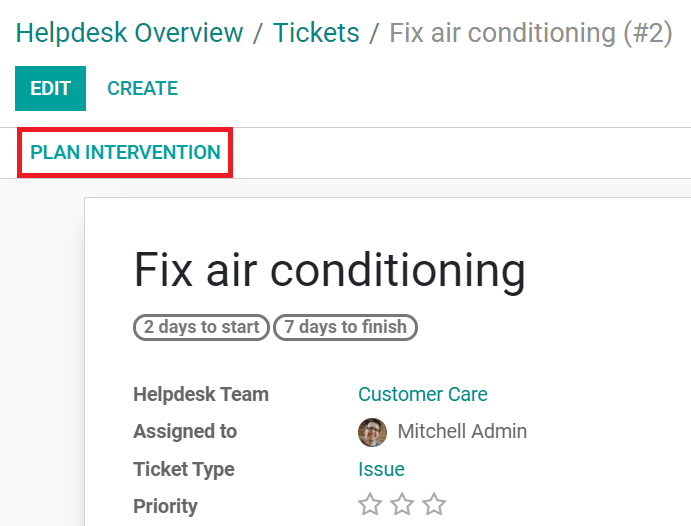 Helpdesk Overview / Tickets / Fix air conditioning (#2)
EDIT CREATE
PLAN INTERVENTION
Fix air conditioning
2 days to start 7 days to finish
Helpdesk Team Customer Care
Assigned to Mitchell Admin
Ticket Type Issue
Priority